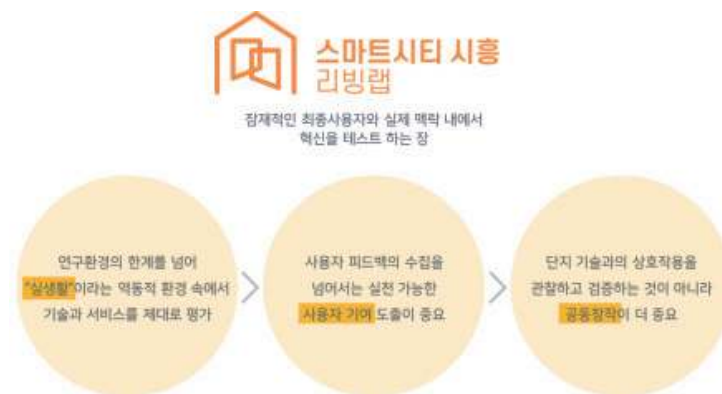 스마트시티 시흥
리빙랩
잠재적인 최종사용자와 실제 맥락 내에서
혁신을 테스트 하는 장
연구환경의 한계를 넘어
"실생활"이라는 역동적 환경 속에서
기술과 서비스를 제대로 평가
사용자 피드백의 수집을
넘어서는 실전 가능한
사용자 기여 도출이 중요
단지 기술과의 상호작용을
관찰하고 검증하는 것이 아니라
공동창작이 더 중요